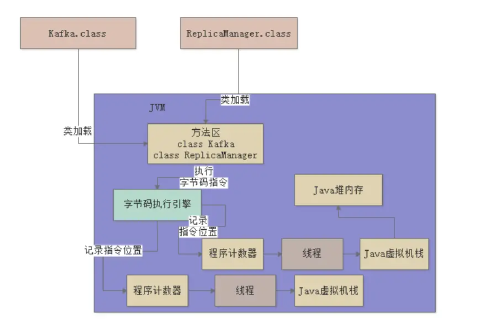 Kafka.class
ReplicaManager.class
JVM
类加载
类加载
方法区
class Kafka
class ReplicaManager
执行
字节码指令
Java堆内存
字节码执行引擎
记录
指令位置
记录指令位置
程序计数器
线程
Java虚拟机栈
程序计数器
线程
Java虚拟机栈